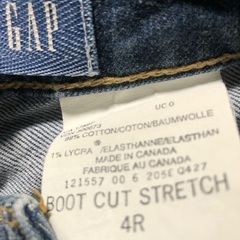 GAP
UC 0
99% COTTON/COTON/BAUMWOLLE
1% LYCRA ®/ELASTHANNE/ELASTHAN
MADE IN CANADA
FABRIQUE AU CANADA
121557 00 6 205E Q427
BOOT CUT STRETCH
4R